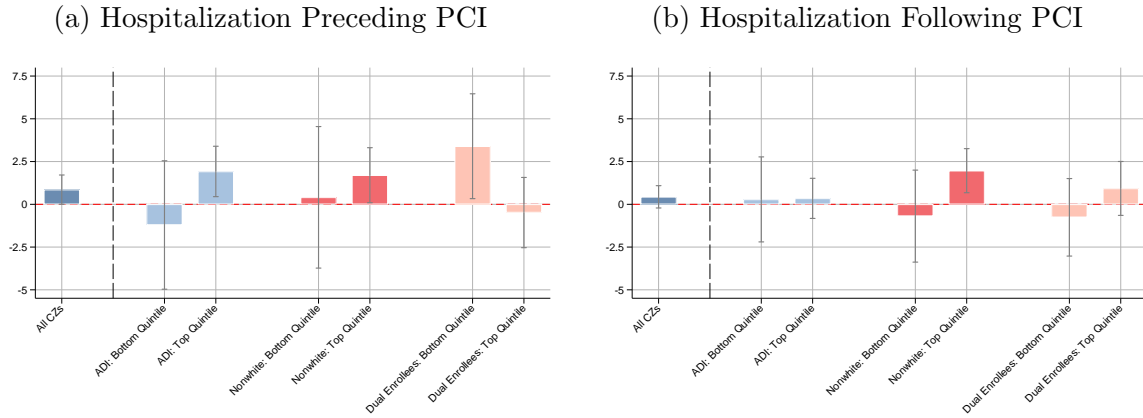 (a) Hospitalization Preceding PCI
7.5
5
2.5
0
-2.5
-5
All CZs
ADI: Bottom Quintile
ADI: Top Quintile
Nonwhite: Bottom Quintile
Nonwhite: Top Quintile
Dual Enrollees: Bottom Quintile
Dual Enrollees: Top Quintile
(b) Hospitalization Following PCI
7.5
5
2.5
0
-2.5
-5
All CZs
ADI: Bottom Quintile
ADI: Top Quintile
Nonwhite: Bottom Quintile
Nonwhite: Top Quintile
Dual Enrollees: Bottom Quintile
Dual Enrollees: Top Quintile